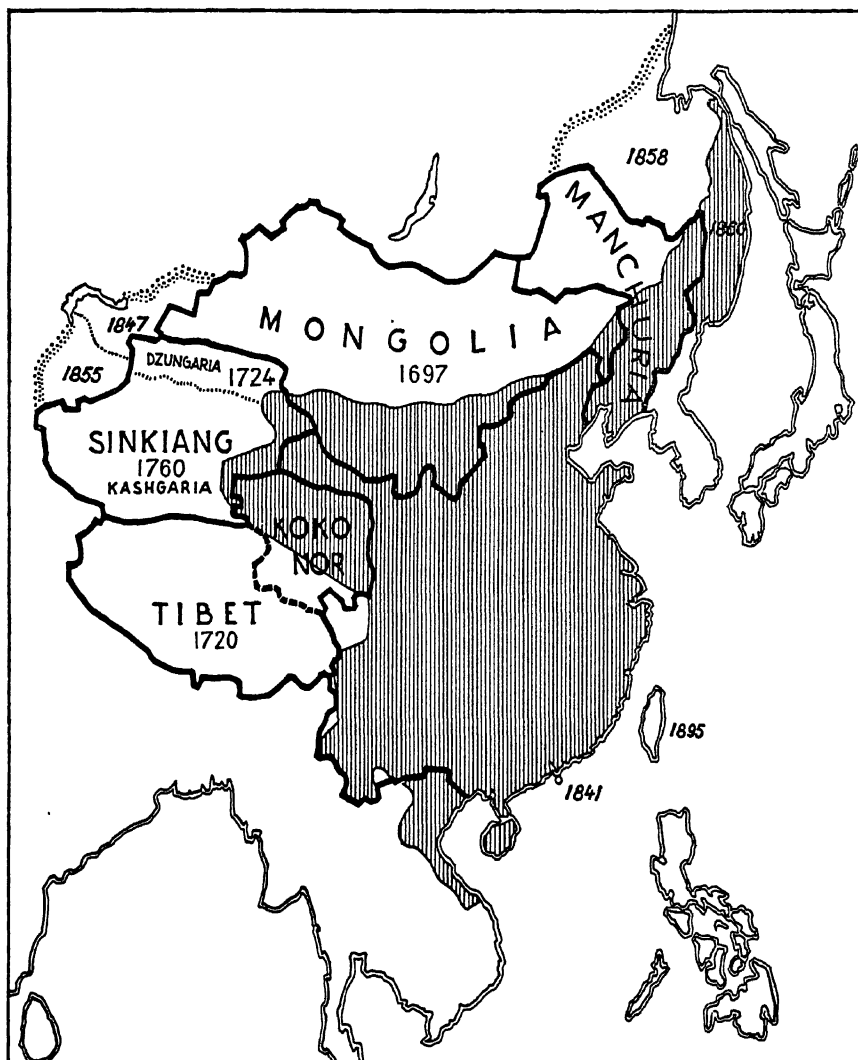 1858
MANCHURIA
1860
MONGOLIA
1697
1847
DZUNGARIA
1724
1855
SINKIANG
1760
KASHGARIA
KOKO
NOR
TIBET
1720
1895
1841